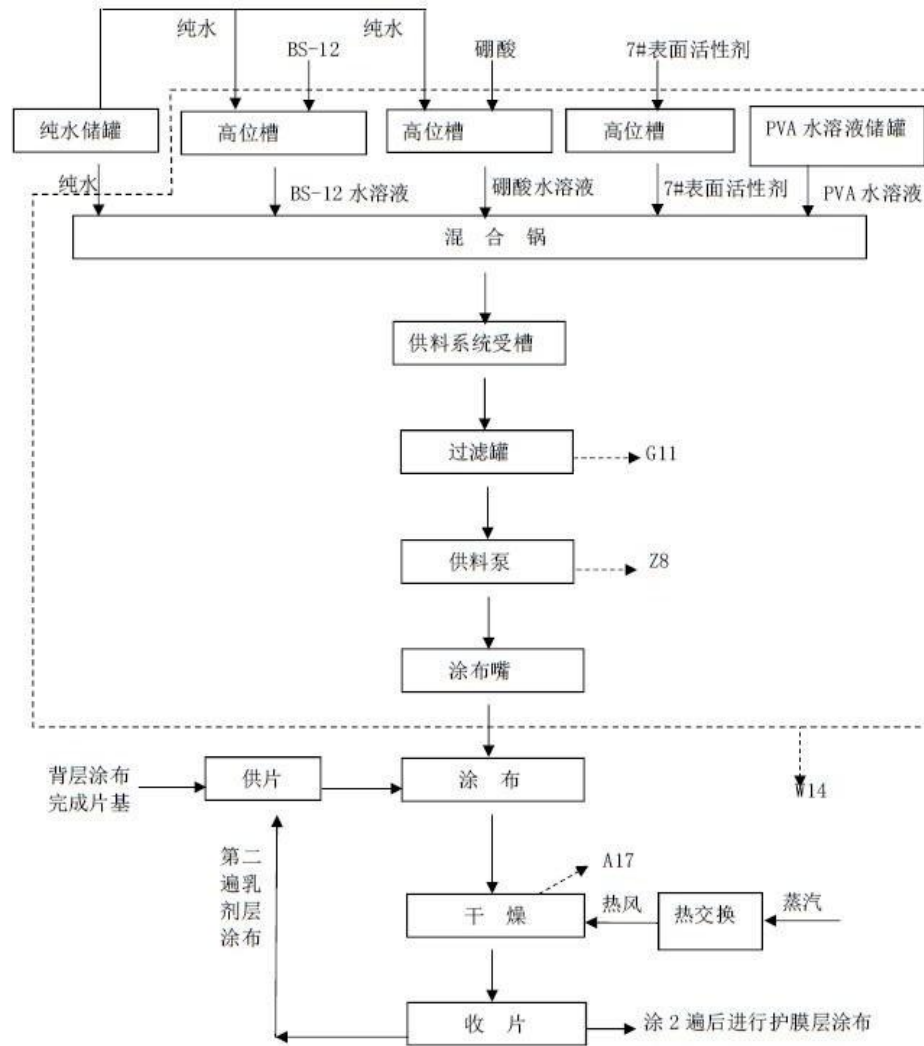 纯水
纯水
BS-12
硼酸
7#表面活性剂
纯水储罐
高位槽
高位槽
高位槽
PVA 水溶液储罐
纯水
BS-12 水溶液
硼酸水溶液
7#表面活性剂
PVA 水溶液
混 合 锅
供料系统受槽
过滤罐
G11
供料泵
Z8
涂布嘴
背层涂布
完成片基
供片
涂 布
W14
第二
遍乳
剂层
涂布
A17
干 燥
热风
热交换
蒸汽
收 片
涂 2 遍后进行护膜层涂布